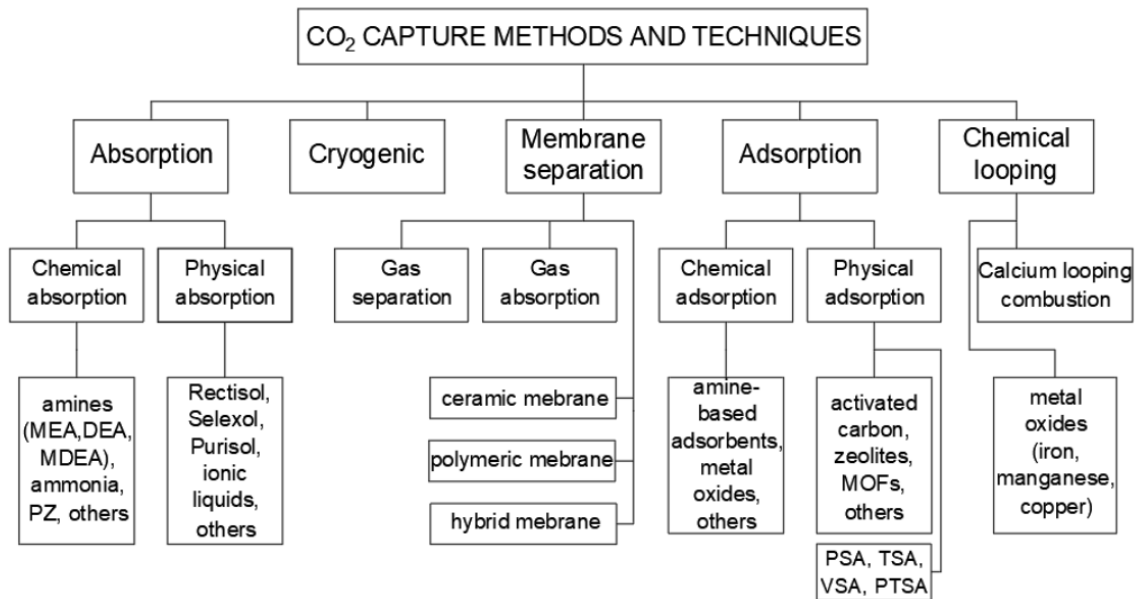 CO₂ CAPTURE METHODS AND TECHNIQUES
Absorption
Cryogenic
Membrane
separation
Adsorption
Chemical
looping
Chemical
absorption
Physical
absorption
Gas
separation
Gas
absorption
Chemical
adsorption
Physical
adsorption
Calcium looping
combustion
amines
(MEA,DEA,
MDEA),
ammonia,
PZ, others
Rectisol,
Selexol,
Purisol,
ionic
liquids,
others
ceramic mebrane
polymeric mebrane
hybrid mebrane
amine-
based
adsorbents,
metal
oxides,
others
activated
carbon,
zeolites,
MOFs,
others
PSA, TSA,
VSA, PTSA
metal
oxides
(iron,
manganese,
copper)